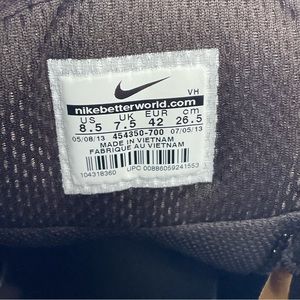 VH
nikebetterworld.com
US UK EUR cm
8.5 7.5 42 26.5
05/08/13 454350-700 07/05/13
MADE IN VIETNAM
FABRIQUE AU VIETNAM
104318360 UPC 00886059241553